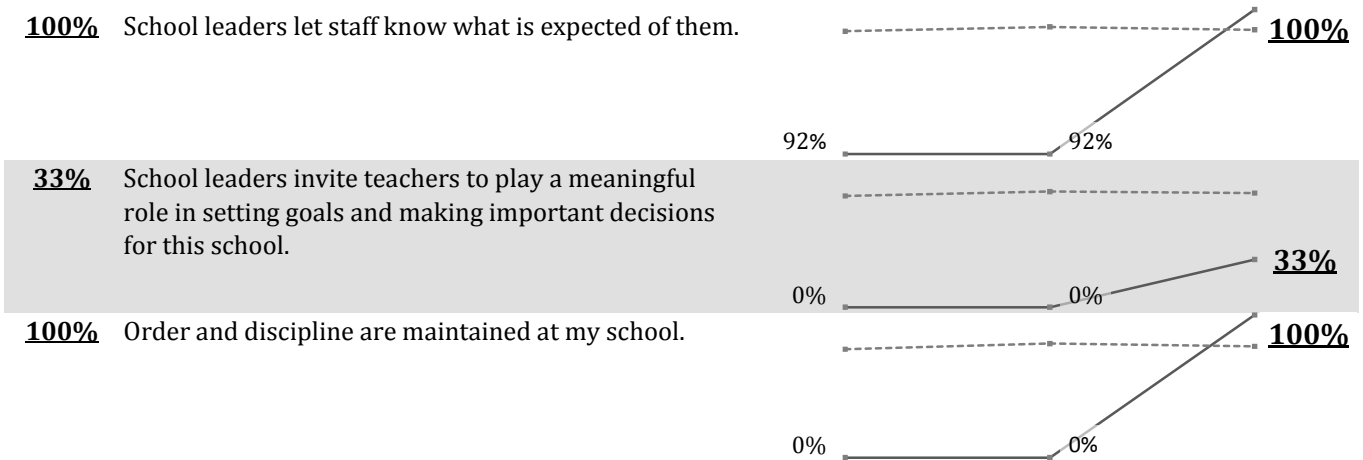 100% School leaders let staff know what is expected of them.
100%
92% 92%
33% School leaders invite teachers to play a meaningful
role in setting goals and making important decisions
for this school.
33%
0% 0%
100% Order and discipline are maintained at my school.
100%
0% 0%